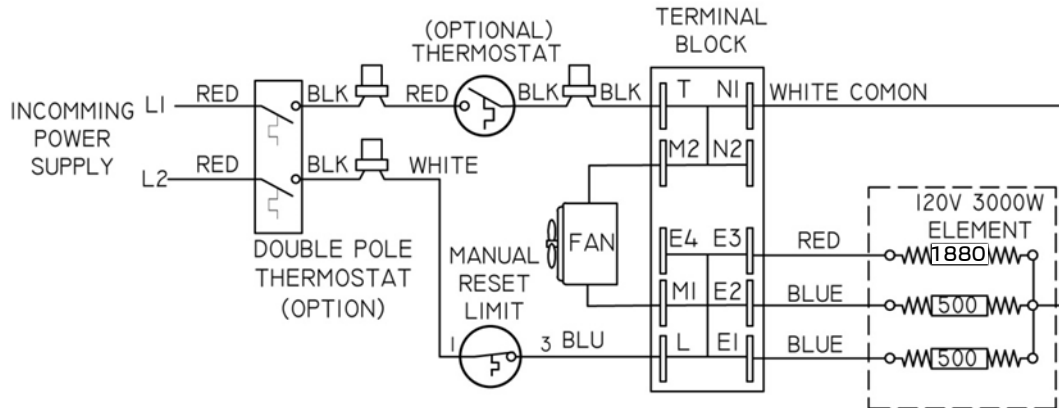 INCOMMING
POWER
SUPPLY
L1
RED
BLK
RED
(OPTIONAL)
THERMOSTAT
BLK
BLK
L2
RED
BLK
WHITE
DOUBLE POLE
THERMOSTAT
(OPTION)
MANUAL
RESET
LIMIT
1
3 BLU
FAN
TERMINAL
BLOCK
T N1
M2 N2
E4 E3
M1 E2
L E1
WHITE COMON
RED
BLUE
BLUE
120V 3000W
ELEMENT
1880
500
500